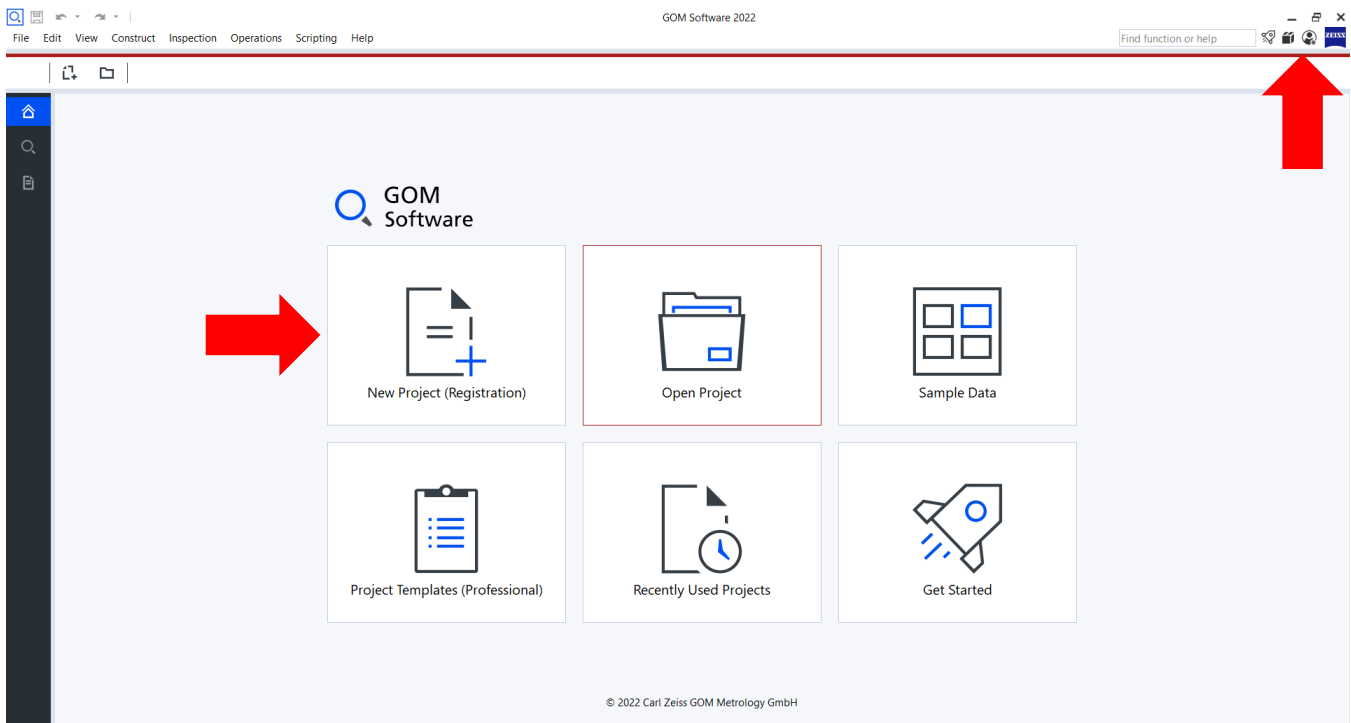 GOM Software 2022
File Edit View Construct Inspection Operations Scripting Help
Find function or help
ZEISS
GOM
Software
New Project (Registration)
Open Project
Sample Data
Project Templates (Professional)
Recently Used Projects
Get Started
© 2022 Carl Zeiss GOM Metrology GmbH